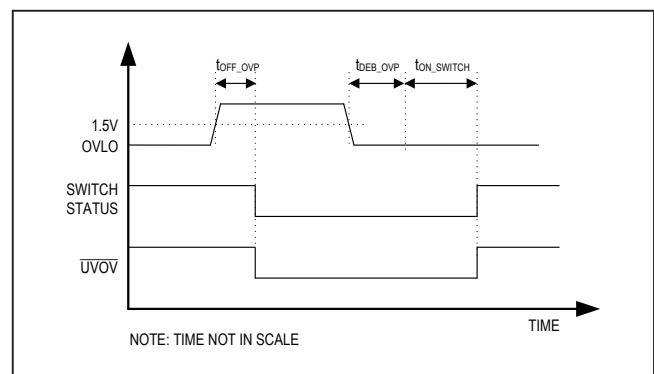 tOFF_OVP tDEB_OVP tON_SWITCH
1.5V
OVLO
SWITCH
STATUS
UVOV
TIME
NOTE: TIME NOT IN SCALE